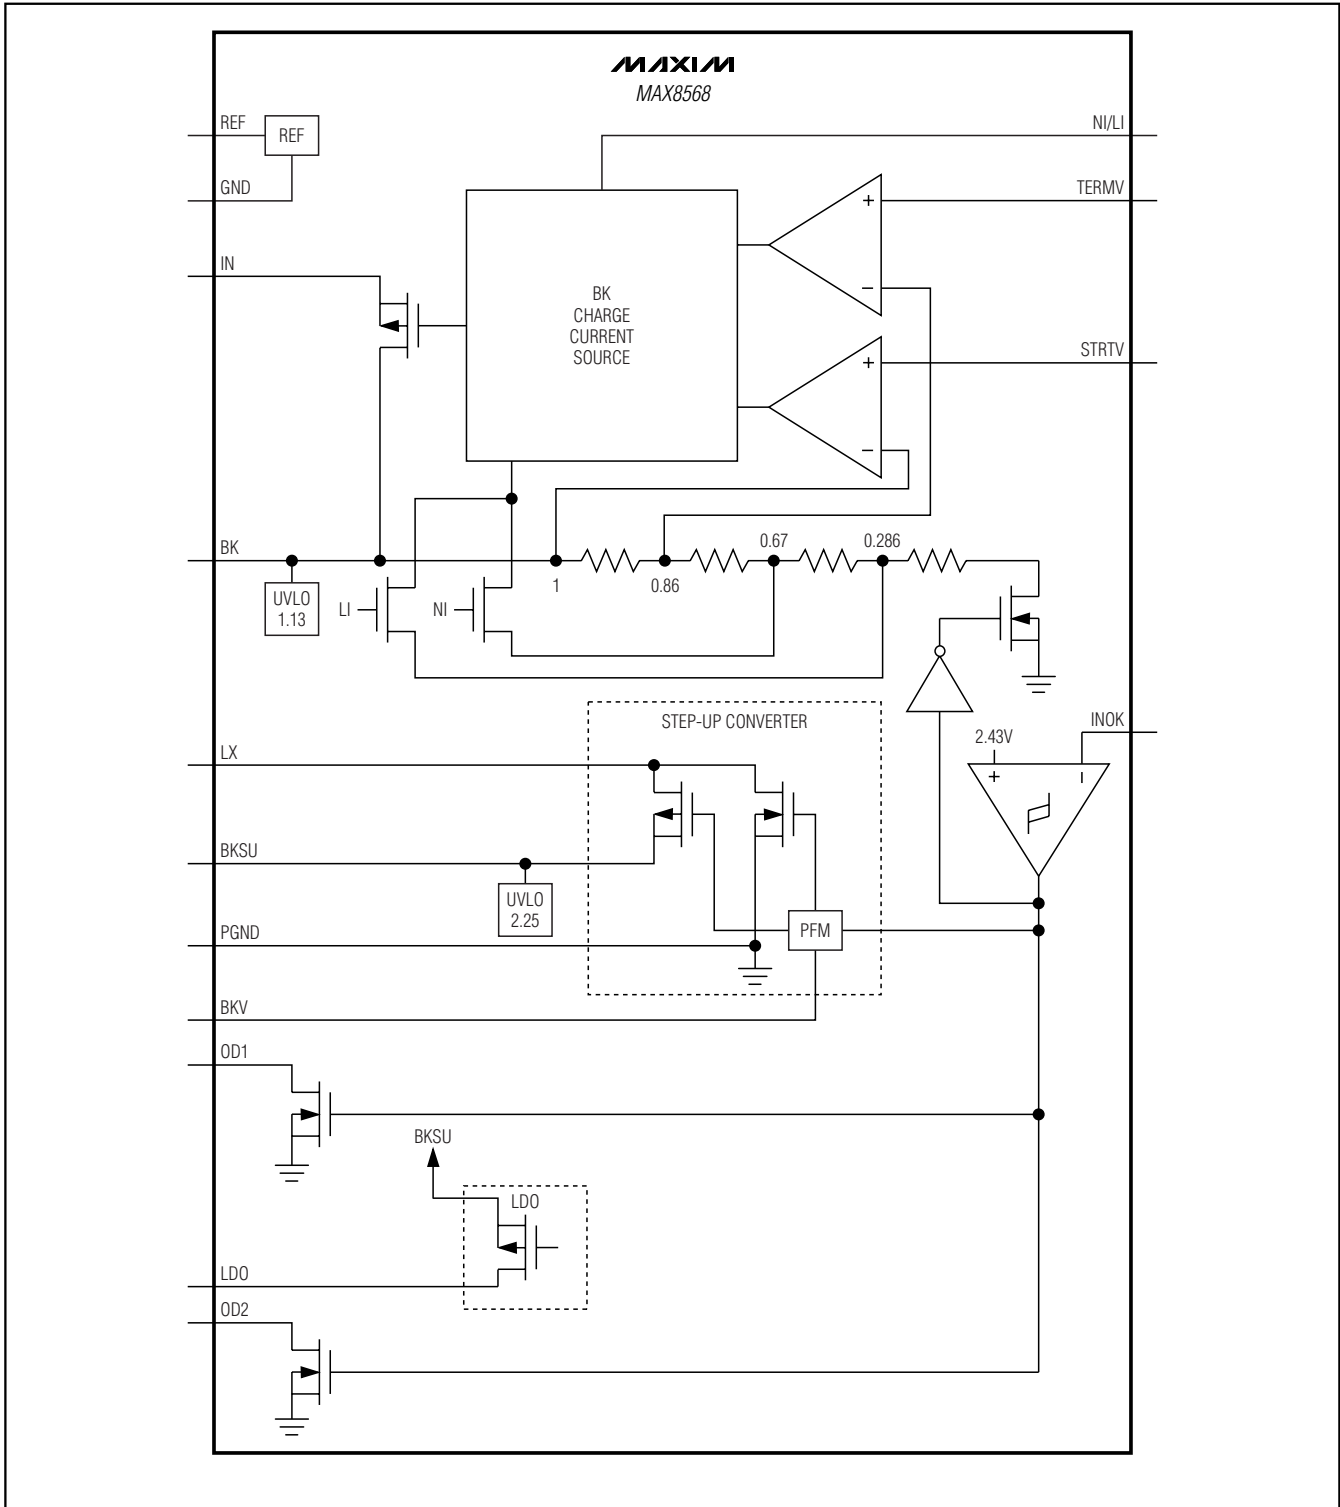 MAXIM
MAX8568
REF
REF
NI/LI
GND
TERMV
+
IN
−
BK
CHARGE
CURRENT
SOURCE
STRTV
+
−
BK
0.67
0.286
1
0.86
UVLO
1.13
LI
NI
STEP-UP CONVERTER
INOK
2.43V
LX
+
−
BKSU
UVLO
2.25
PFM
PGND
BKV
OD1
BKSU
LDO
LDO
OD2